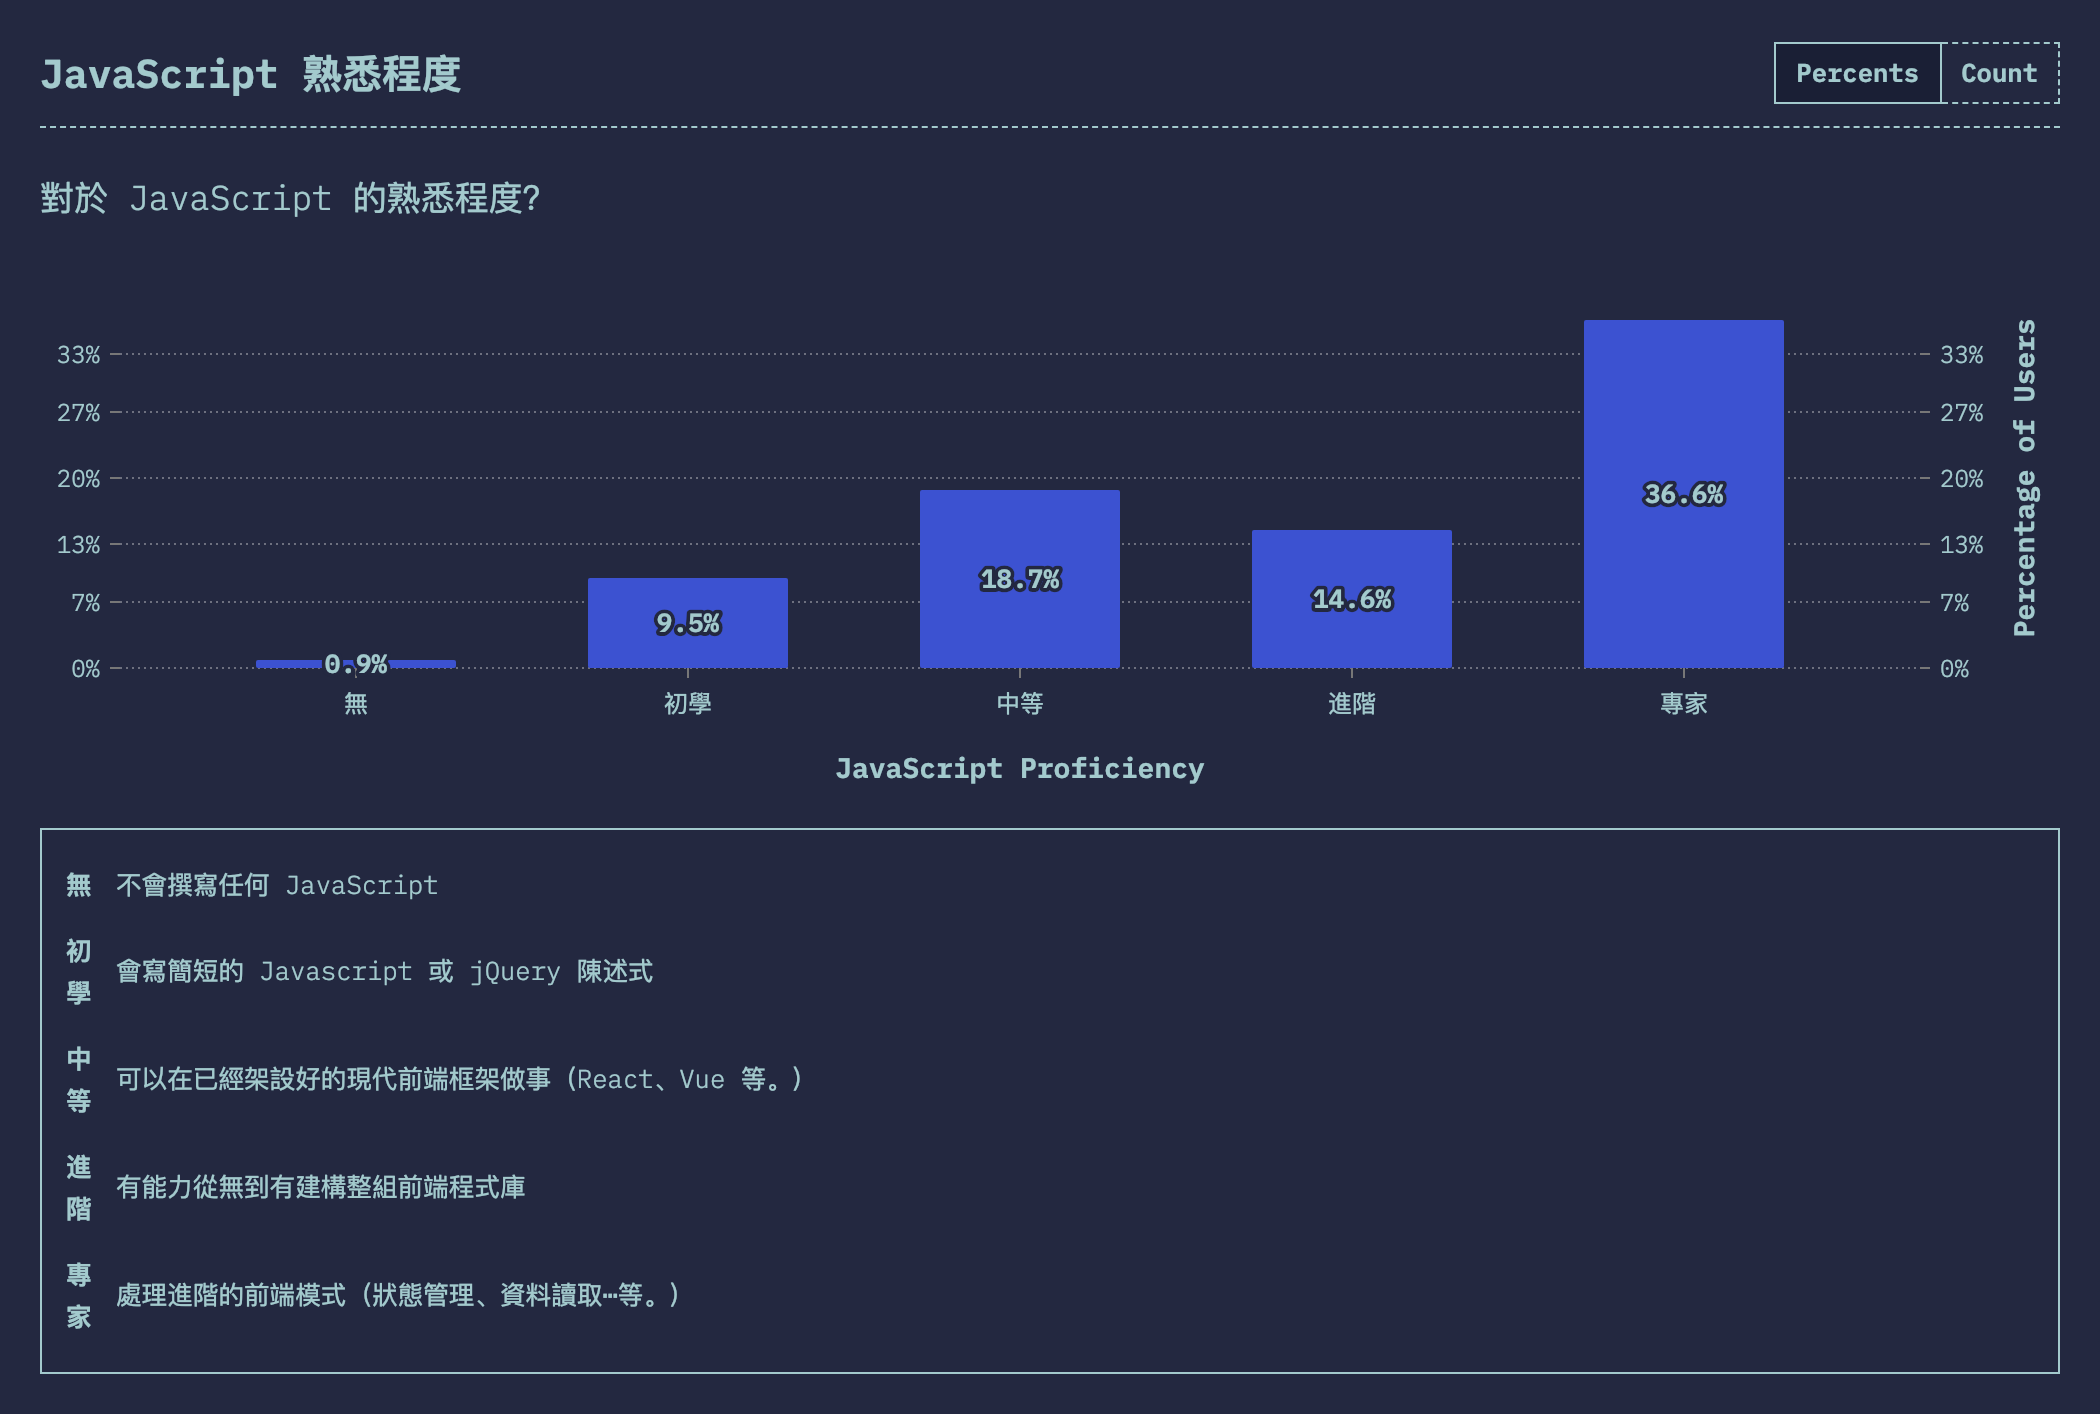 JavaScript 熟悉程度
Percents Count
對於 JavaScript 的熟悉程度?
33% 33%
27% 27%
20% 20%
13% 13%
7% 7%
0% 0%
0.9% 9.5% 18.7% 14.6% 36.6%
Percentage of Users
無 初學 中等 進階 專家
JavaScript Proficiency
無 不會撰寫任何 JavaScript
初學 會寫簡短的 Javascript 或 jQuery 陳述式
中等 可以在已經架設好的現代前端框架做事（React、Vue 等。）
進階 有能力從無到有建構整組前端程式庫
專家 處理進階的前端模式（狀態管理、資料讀取…等。）